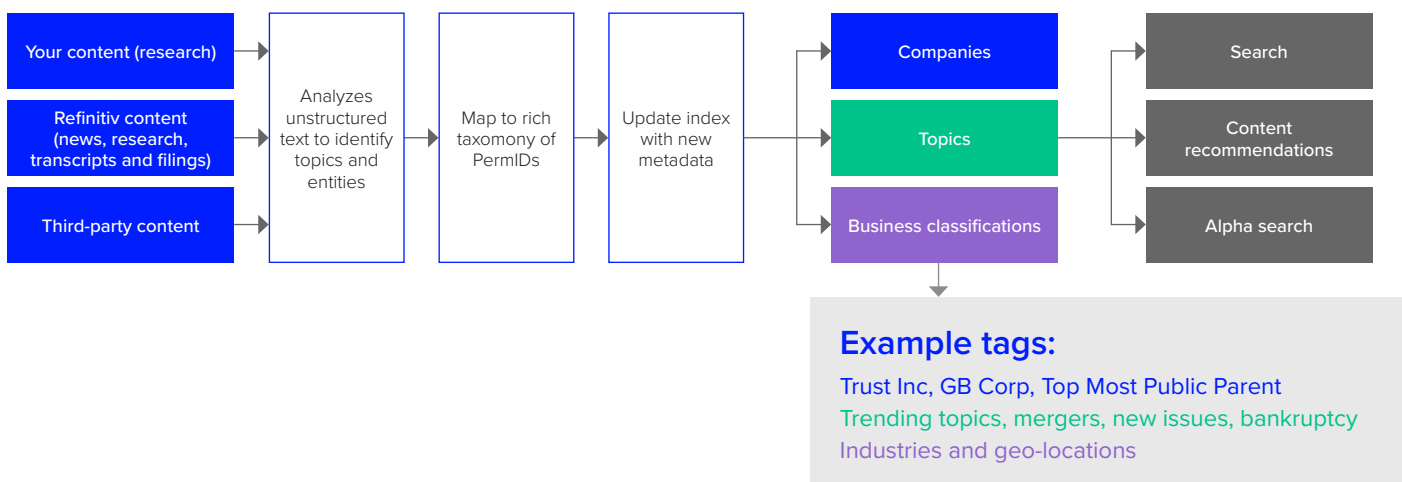 Your content (research)
Refinitiv content
(news, research,
transcripts and filings)
Third-party content
Analyzes
unstructured
text to identify
topics and
entities
Map to rich
taxomony of
PermIDs
Update index
with new
metadata
Companies
Topics
Business classifications
Search
Content
recommendations
Alpha search
Example tags:
Trust Inc, GB Corp, Top Most Public Parent
Trending topics, mergers, new issues, bankruptcy
Industries and geo-locations